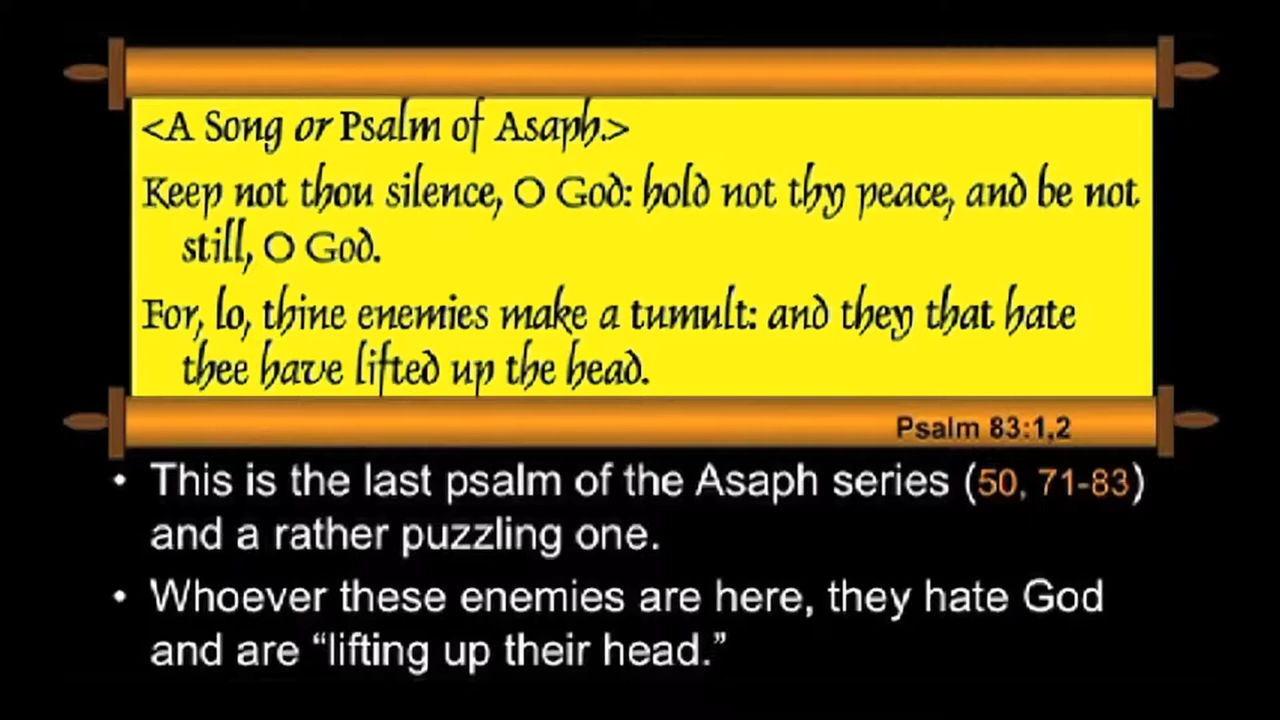 <A Song or Psalm of Asaph.>
Keep not thou silence, O God: hold not thy peace, and be not
still, O God.
For, lo, thine enemies make a tumult: and they that hate
thee have lifted up the head.
Psalm 83:1,2
• This is the last psalm of the Asaph series (50, 71-83)
and a rather puzzling one.
• Whoever these enemies are here, they hate God
and are “lifting up their head.”